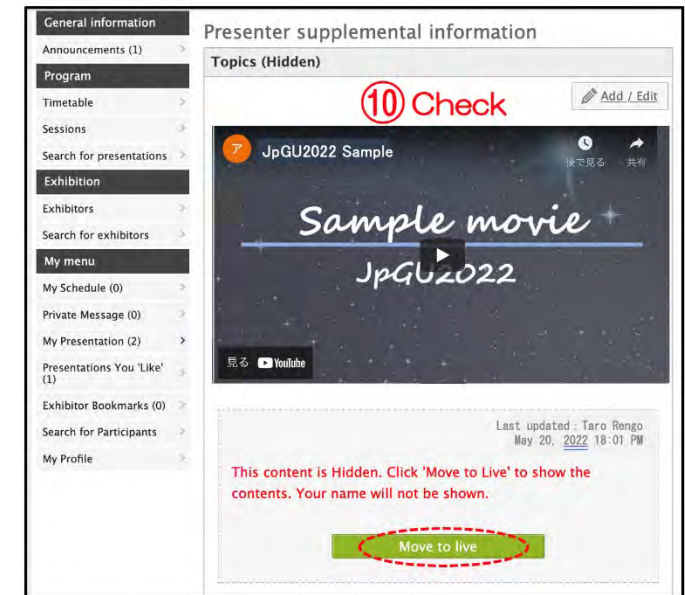 General information
Announcements (1)
Program
Timetable
Sessions
Search for presentations
Exhibition
Exhibitors
Search for exhibitors
My menu
My Schedule (0)
Private Message (0)
My Presentation (2)
Presentations You 'Like'
(1)
Exhibitor Bookmarks (0)
Search for Participants
My Profile
Presenter supplemental information
Topics (Hidden)
⑩ Check
Add / Edit
ア JpGU2022 Sample
後で見る 共有
Sample movie
JpGU2022
見る YouTube
Last updated : Taro Rengo
May 20, 2022 18:01 PM
This content is Hidden. Click 'Move to Live' to show the
contents. Your name will not be shown.
Move to live